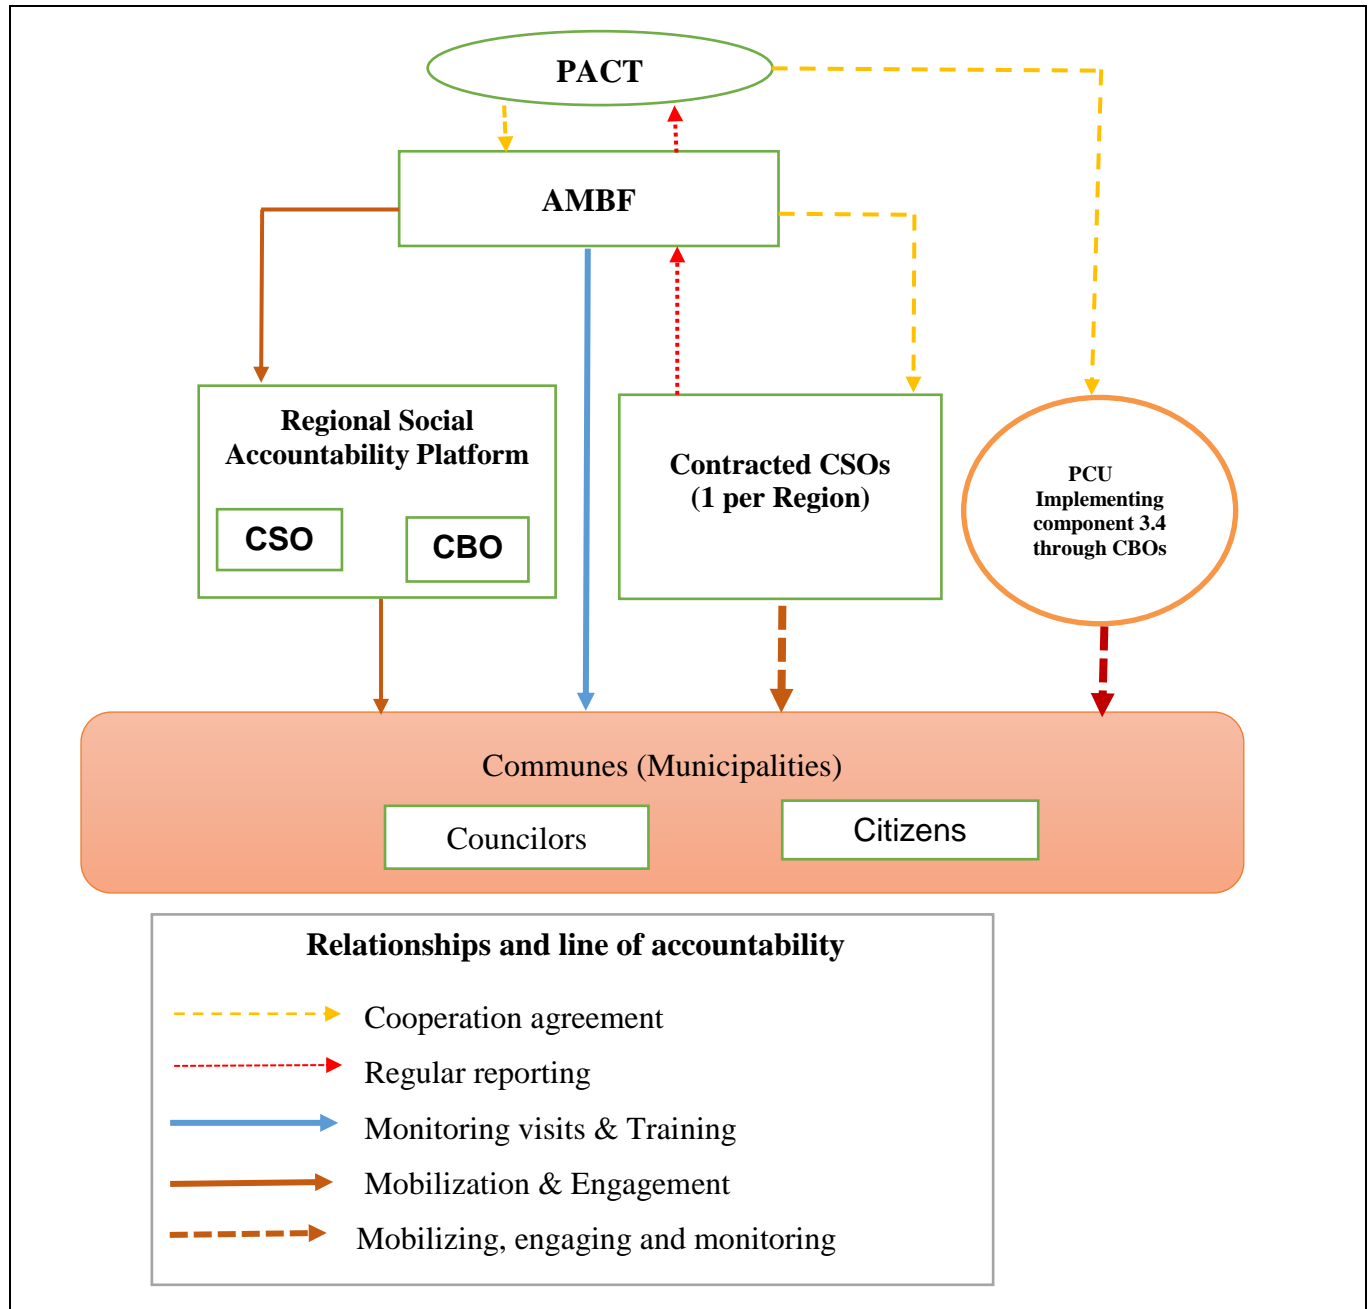 PACT
AMBF
Regional Social
Accountability Platform
CSO
CBO
Contracted CSOs
(1 per Region)
PCU
Implementing
component 3.4
through CBOs
Communes (Municipalities)
Councilors
Citizens
Relationships and line of accountability
Cooperation agreement
Regular reporting
Monitoring visits & Training
Mobilization & Engagement
Mobilizing, engaging and monitoring